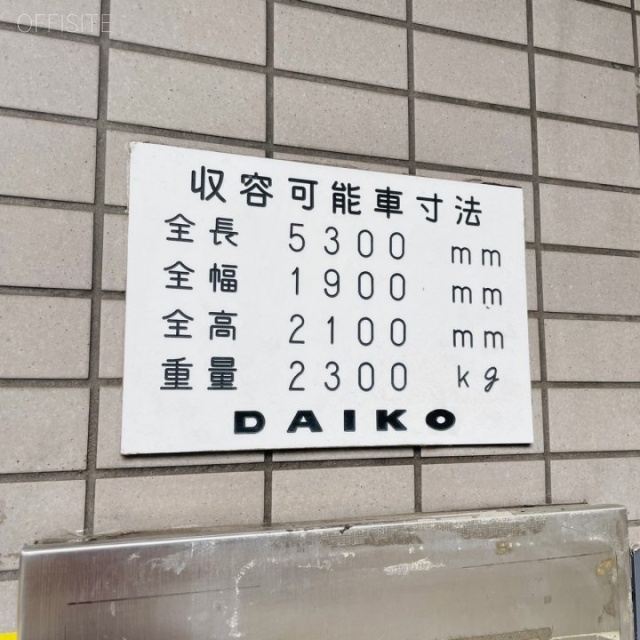 OFFISITE
収容可能車寸法
全長 5300 mm
全幅 1900 mm
全高 2100 mm
重量 2300 kg
DAIKO